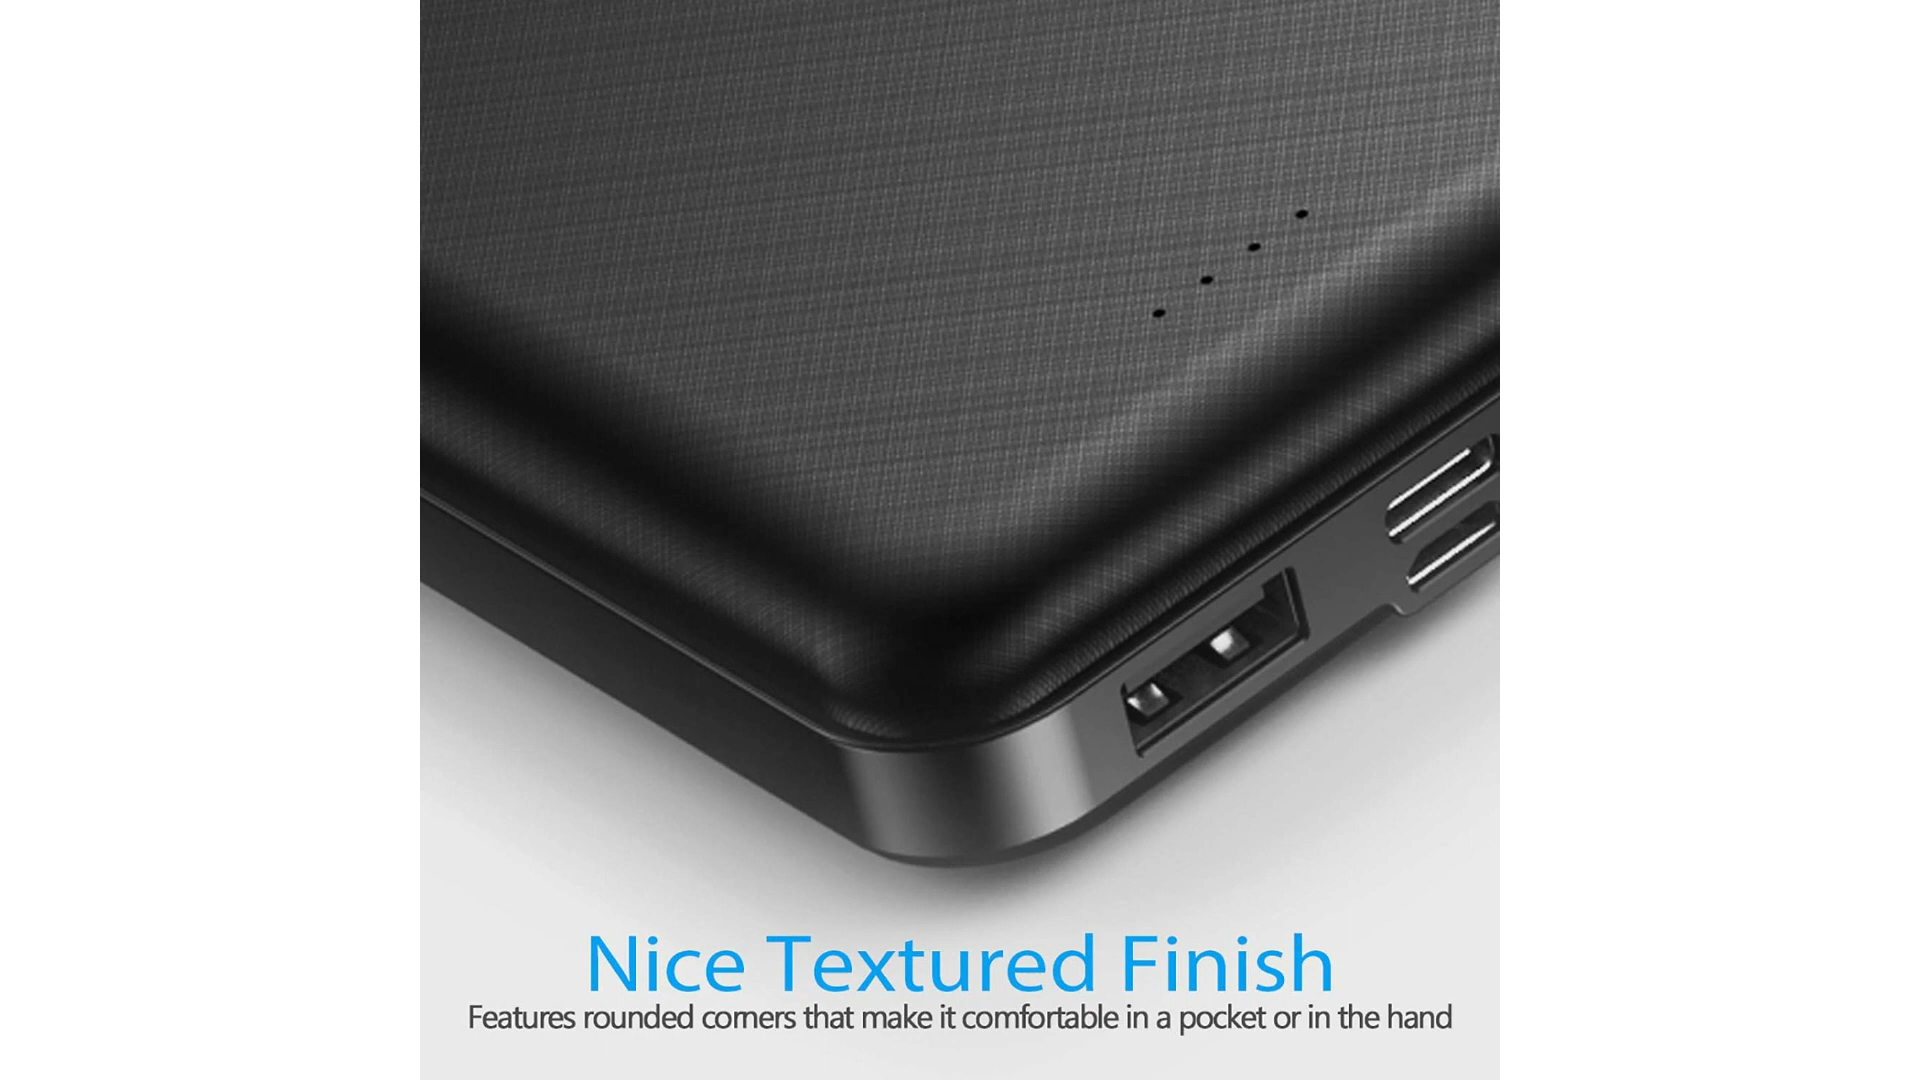 Nice Textured Finish
Features rounded corners that make it comfortable in a pocket or in the hand